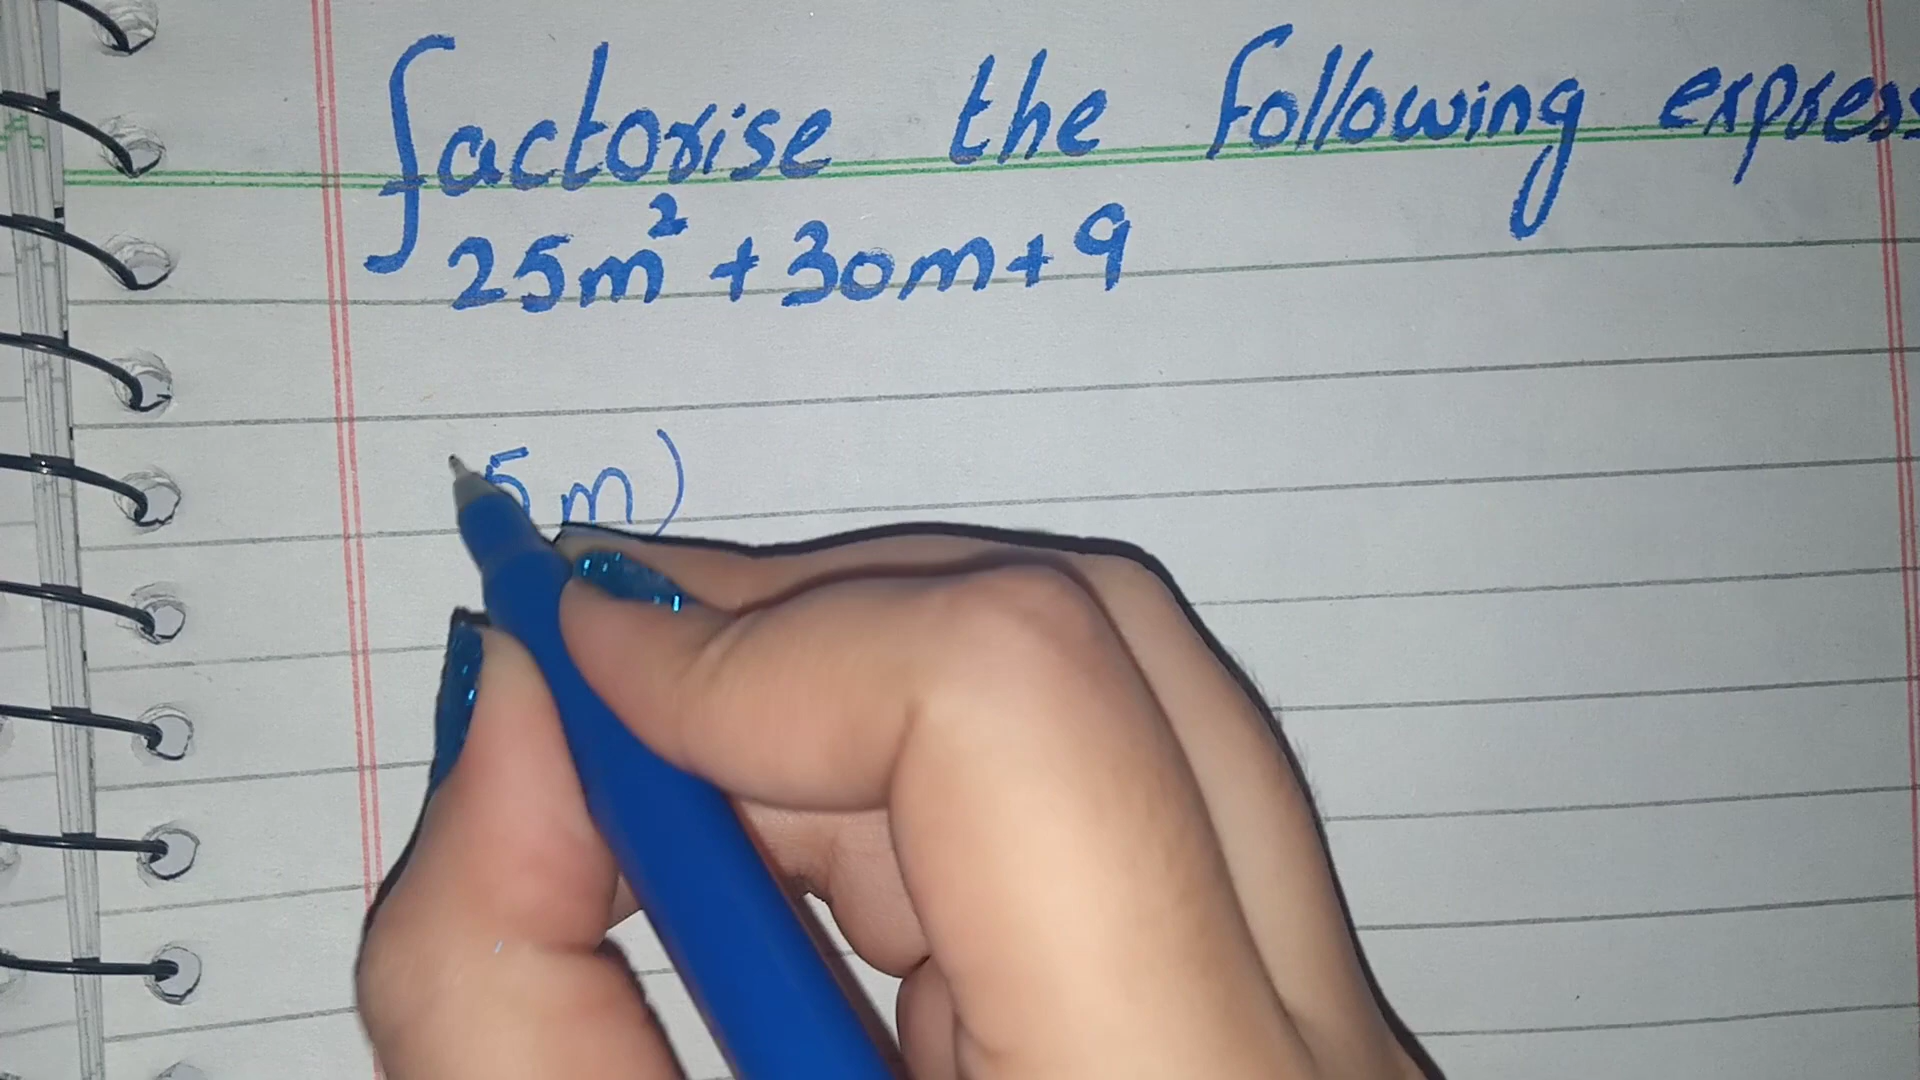 factorise the following express
25m² + 30m + 9
5m)